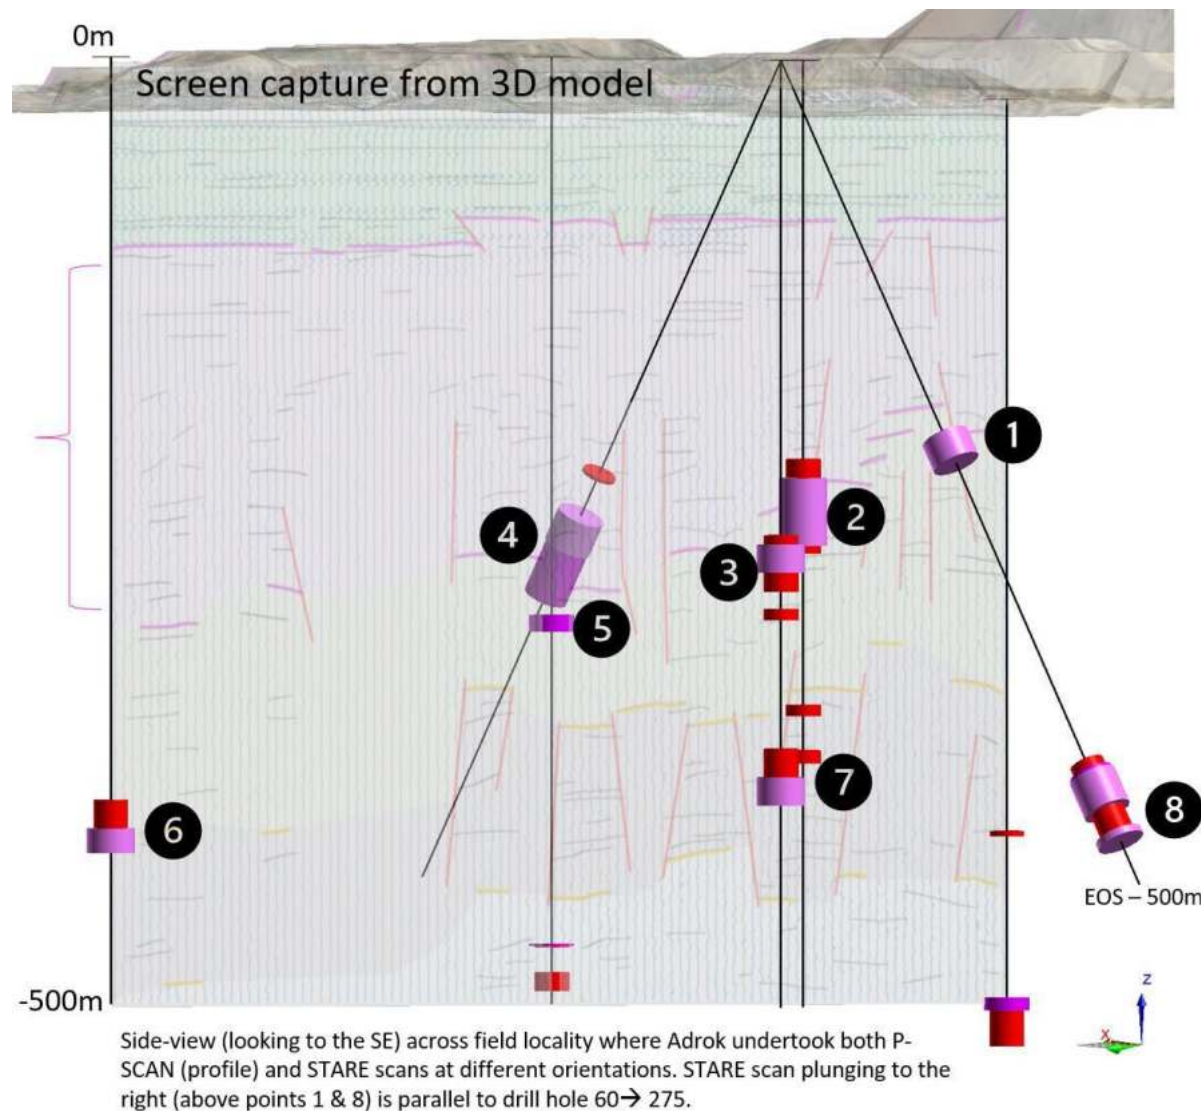 0m
Screen capture from 3D model
1
2
4
3
5
7
6
8
EOS – 500m
-500m
z
x
Side-view (looking to the SE) across field locality where Adrok undertook both P-
SCAN (profile) and STARE scans at different orientations. STARE scan plunging to the
right (above points 1 & 8) is parallel to drill hole 60→ 275.